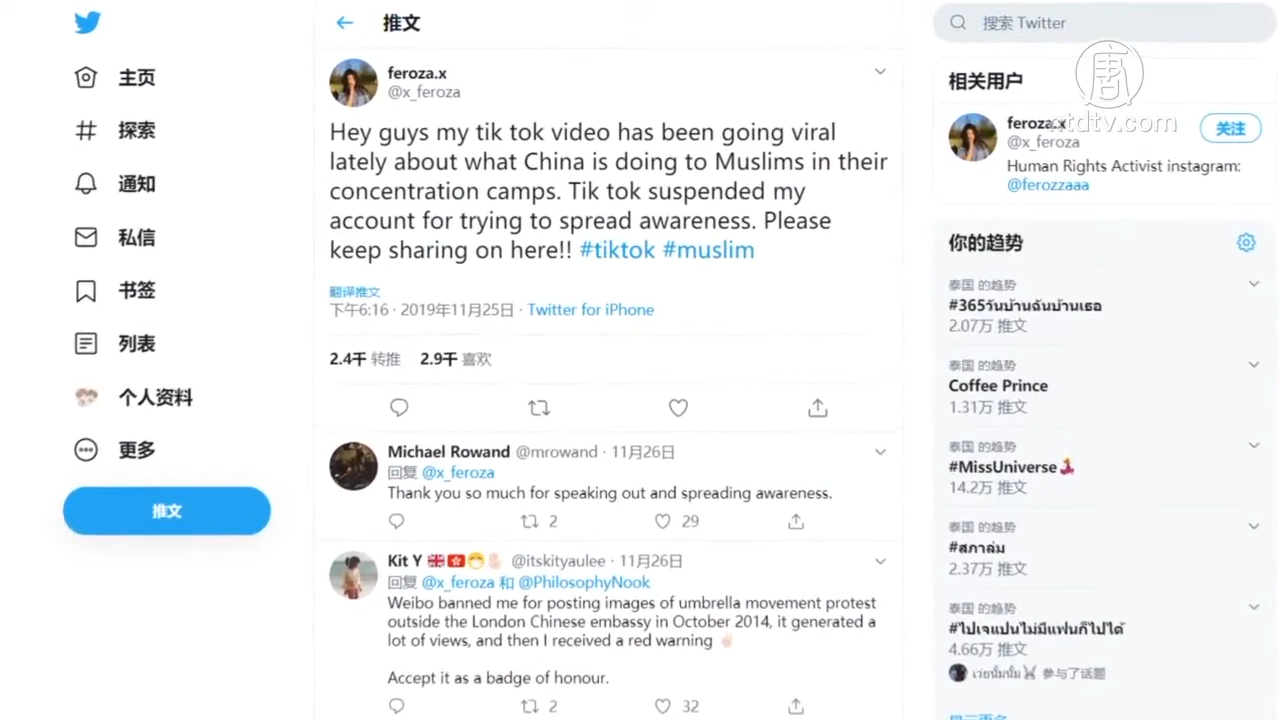 主页
探索
通知
私信
书签
列表
个人资料
更多
推文
推文
feroza.x
@x_feroza
Hey guys my tik tok video has been going viral
lately about what China is doing to Muslims in their
concentration camps. Tik tok suspended my
account for trying to spread awareness. Please
keep sharing on here!! #tiktok #muslim
翻译推文
下午6:16 · 2019年11月25日 · Twitter for iPhone
2.4千 转推 2.9千 喜欢
Michael Rowand @mrowand · 11月26日
回复 @x_feroza
Thank you so much for speaking out and spreading awareness.
2 29
Kit Y 🇬🇧🇭🇰😷✋🏻 @itskityaulee · 11月26日
回复 @x_feroza 和 @PhilosophyNook
Weibo banned me for posting images of umbrella movement protest
outside the London Chinese embassy in October 2014, it generated a
lot of views, and then I received a red warning ✌🏻
Accept it as a badge of honour.
2 32
搜索 Twitter
唐
ntdtv.com
相关用户
feroza.x
@x_feroza
关注
Human Rights Activist instagram:
@ferozzaaa
你的趋势
泰国 的趋势
#365วันบ้านฉันบ้านเธอ
2.07万 推文
泰国 的趋势
Coffee Prince
1.31万 推文
泰国 的趋势
#MissUniverse
14.2万 推文
泰国 的趋势
#สภาล่ม
2.37万 推文
泰国 的趋势
#ไปเจแปนไม่มีแฟนก็ไปได้
4.66万 推文
参与了话题
显示更多